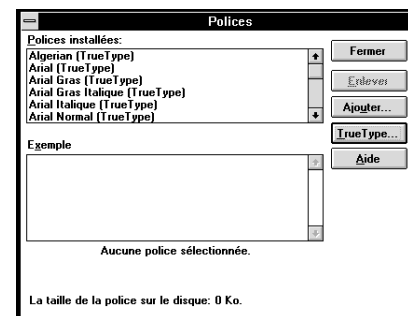 Polices
Polices installées:
Algerian (TrueType)
Arial (TrueType)
Arial Gras (TrueType)
Arial Gras Italique (TrueType)
Arial Italique (TrueType)
Arial Normal (TrueType)
Fermer
Enlever
Ajouter...
TrueType...
Aide
Exemple
Aucune police sélectionnée.
La taille de la police sur le disque: 0 Ko.